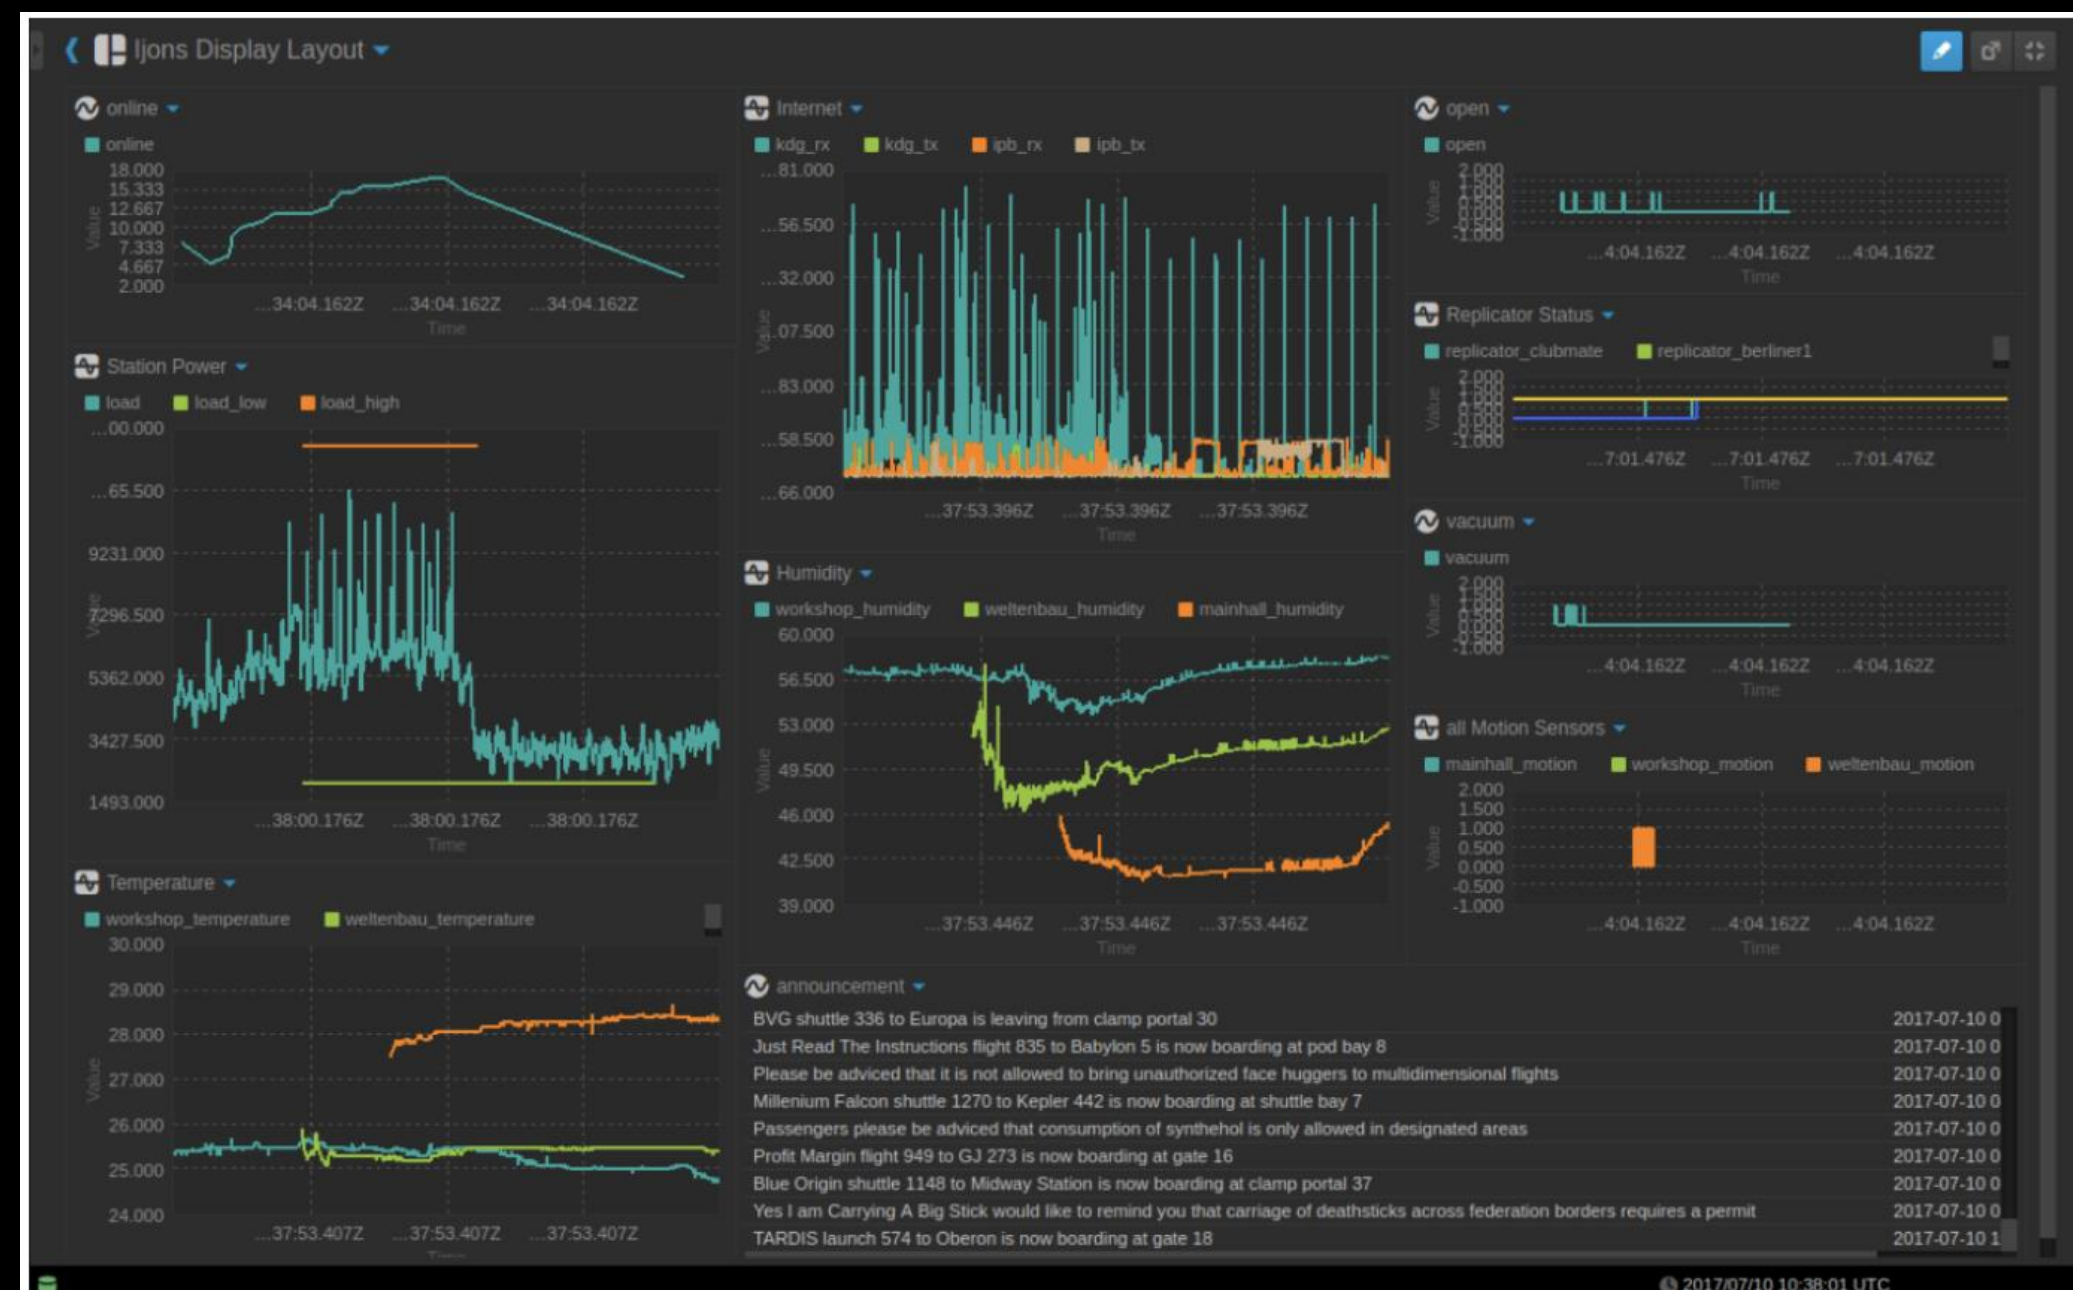 Ijons Display Layout
online
online
18.000
15.333
12.667
10.000
7.333
4.667
2.000
Value
...34:04.162Z ...34:04.162Z ...34:04.162Z
Time
Station Power
load load_low load_high
...00.000
...65.500
9231.000
7296.500
5362.000
3427.500
1493.000
...38:00.176Z ...38:00.176Z ...38:00.176Z
Time
Temperature
workshop_temperature weltenbau_temperature
30.000
29.000
28.000
27.000
26.000
25.000
24.000
Value
...37:53.407Z ...37:53.407Z ...37:53.407Z
Internet
kdg_rx kdg_tx ipb_rx ipb_tx
...81.000
...56.500
...32.000
...07.500
...83.000
...58.500
...66.000
Value
...37:53.396Z ...37:53.396Z ...37:53.396Z
Time
Humidity
workshop_humidity weltenbau_humidity mainhall_humidity
60.000
56.500
53.000
49.500
46.000
42.500
39.000
Value
...37:53.446Z ...37:53.446Z ...37:53.446Z
Time
open
open
2.000
-1.000
Value
...4:04.162Z ...4:04.162Z ...4:04.162Z
Time
Replicator Status
replicator_clubmate replicator_berliner1
2.000
-1.000
Value
...7:01.476Z ...7:01.476Z ...7:01.476Z
Time
vacuum
vacuum
2.000
-1.000
Value
...4:04.162Z ...4:04.162Z ...4:04.162Z
Time
all Motion Sensors
mainhall_motion workshop_motion weltenbau_motion
2.000
1.500
1.000
0.500
0.000
-0.500
-1.000
Value
...4:04.162Z ...4:04.162Z ...4:04.162Z
Time
announcement
BVG shuttle 336 to Europa is leaving from clamp portal 30 2017-07-10 0
Just Read The Instructions flight 835 to Babylon 5 is now boarding at pod bay 8 2017-07-10 0
Please be adviced that it is not allowed to bring unauthorized face huggers to multidimensional flights 2017-07-10 0
Millenium Falcon shuttle 1270 to Kepler 442 is now boarding at shuttle bay 7 2017-07-10 0
Passengers please be adviced that consumption of synthehol is only allowed in designated areas 2017-07-10 0
Profit Margin flight 949 to GJ 273 is now boarding at gate 16 2017-07-10 0
Blue Origin shuttle 1148 to Midway Station is now boarding at clamp portal 37 2017-07-10 0
Yes I am Carrying A Big Stick would like to remind you that carriage of deathsticks across federation borders requires a permit 2017-07-10 0
TARDIS launch 574 to Oberon is now boarding at gate 18 2017-07-10 1
2017/07/10 10:38:01 UTC